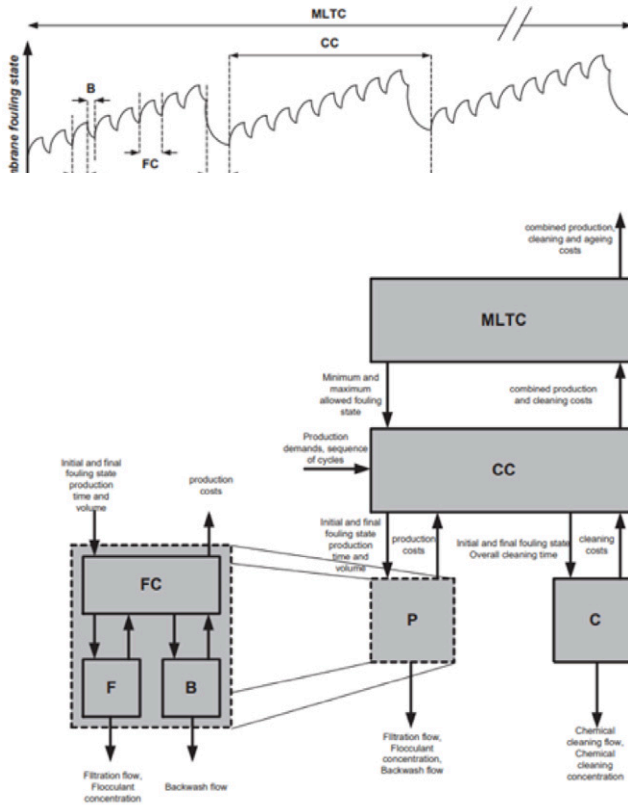 MLTC
CC
B
FC
mbrane fouling state
combined production,
cleaning and ageing
costs
MLTC
Minimum and
maximum
allowed fouling
state
combined production
and cleaning costs
Production
demands, sequence
of cycles
CC
Initial and final
fouling state
production
time and
volume
production
costs
Initial and final
fouling state
production
time and
volume
production
costs
Initial and final fouling state
Overall cleaning time
cleaning
costs
FC
P
C
F
B
Filtration flow,
Flocculant
concentration
Backwash flow
Filtration flow,
Flocculant
concentration,
Backwash flow
Chemical
cleaning flow,
Chemical
cleaning
concentration